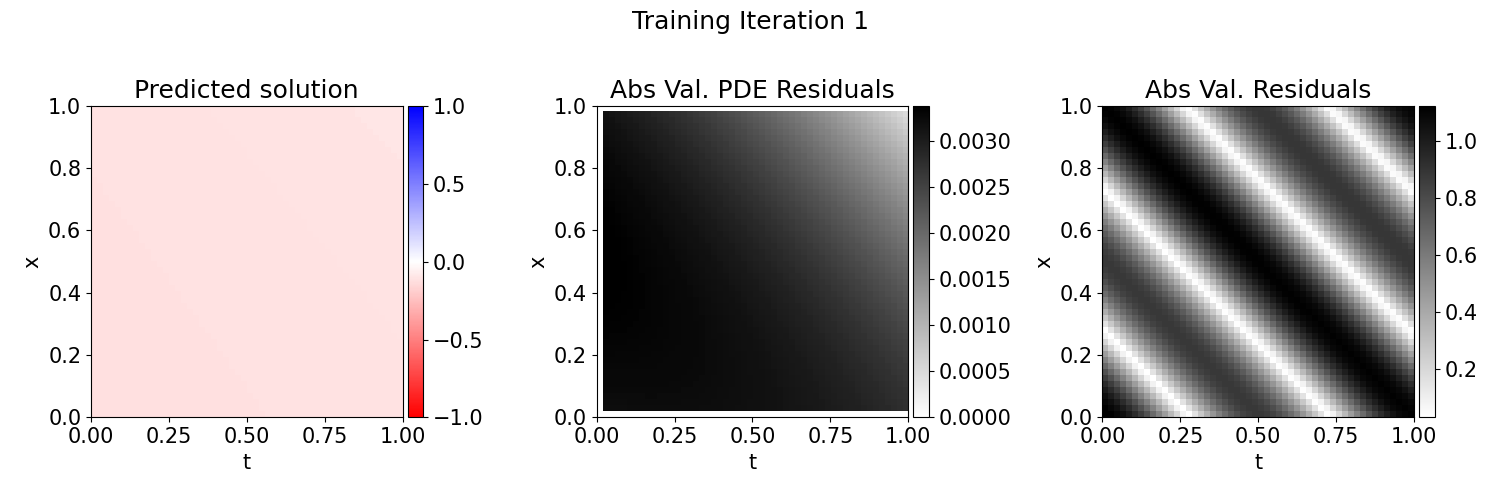 Training Iteration 1
Predicted solution
1.0
0.8
0.6
0.4
0.2
0.0
x
0.00 0.25 0.50 0.75 1.00
t
1.0
0.5
0.0
−0.5
−1.0
Abs Val. PDE Residuals
1.0
0.8
0.6
0.4
0.2
0.0
x
0.00 0.25 0.50 0.75 1.00
t
0.0030
0.0025
0.0020
0.0015
0.0010
0.0005
0.0000
Abs Val. Residuals
1.0
0.8
0.6
0.4
0.2
0.0
x
0.00 0.25 0.50 0.75 1.00
t
1.0
0.8
0.6
0.4
0.2